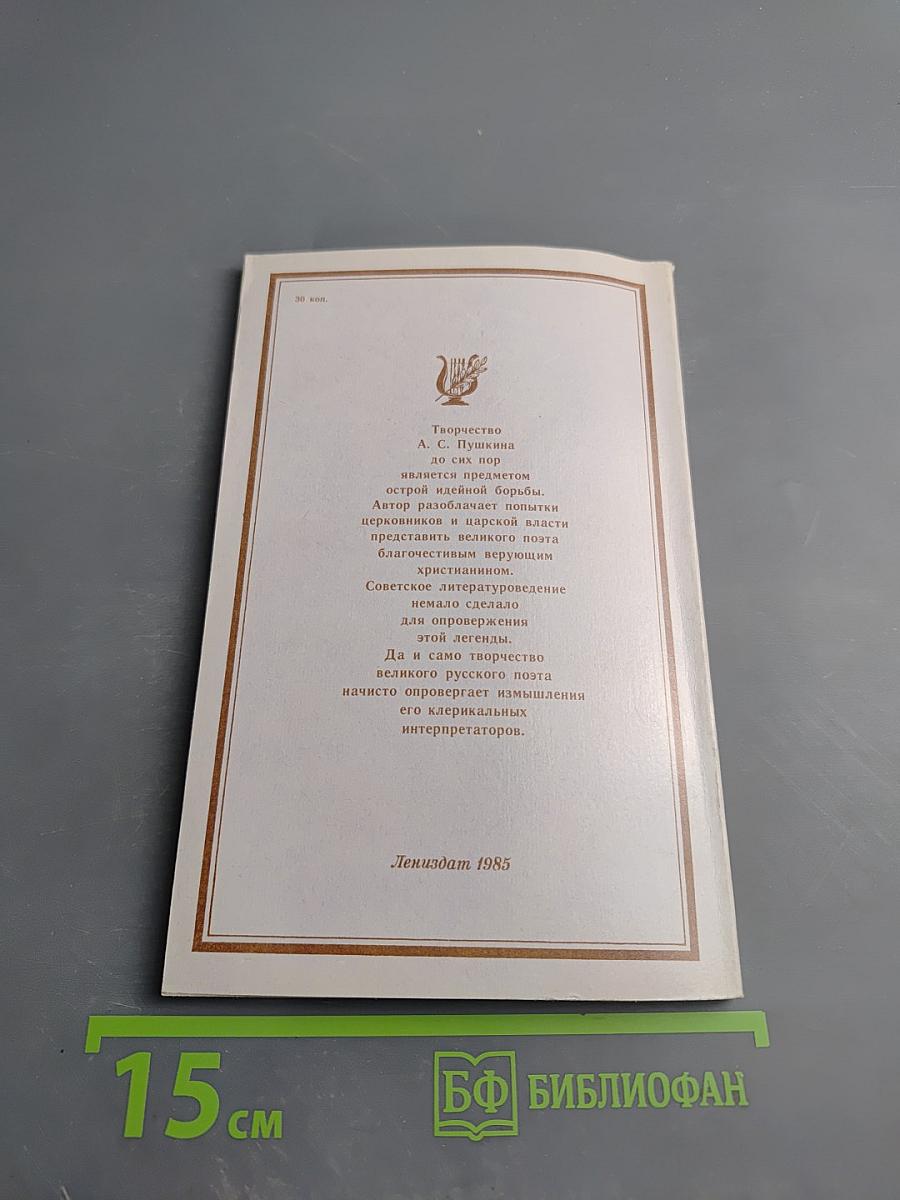 30 коп.
Творчество
А. С. Пушкина
до сих пор
является предметом
острой идейной борьбы.
Автор разоблачает попытки
церковников и царской власти
представить великого поэта
благочестивым верующим
христианином.
Советское литературоведение
немало сделало
для опровержения
этой легенды.
Да и само творчество
великого русского поэта
начисто опровергает измышления
его клерикальных
интерпретаторов.
Лениздат 1985
15 см
БФ БИБЛИОФАН